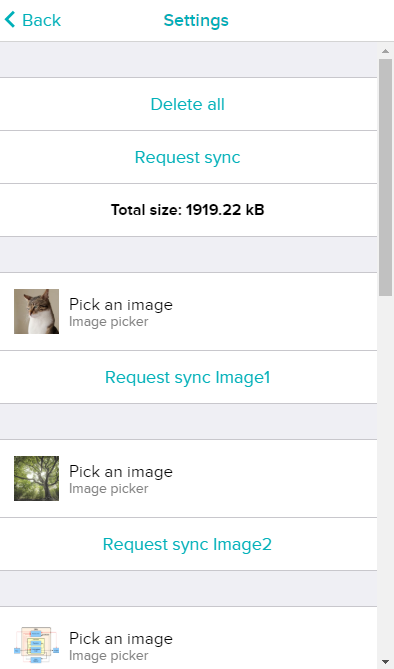 Back
Settings
Delete all
Request sync
Total size: 1919.22 kB
Pick an image
Image picker
Request sync Image1
Pick an image
Image picker
Request sync Image2
Pick an image
Image picker